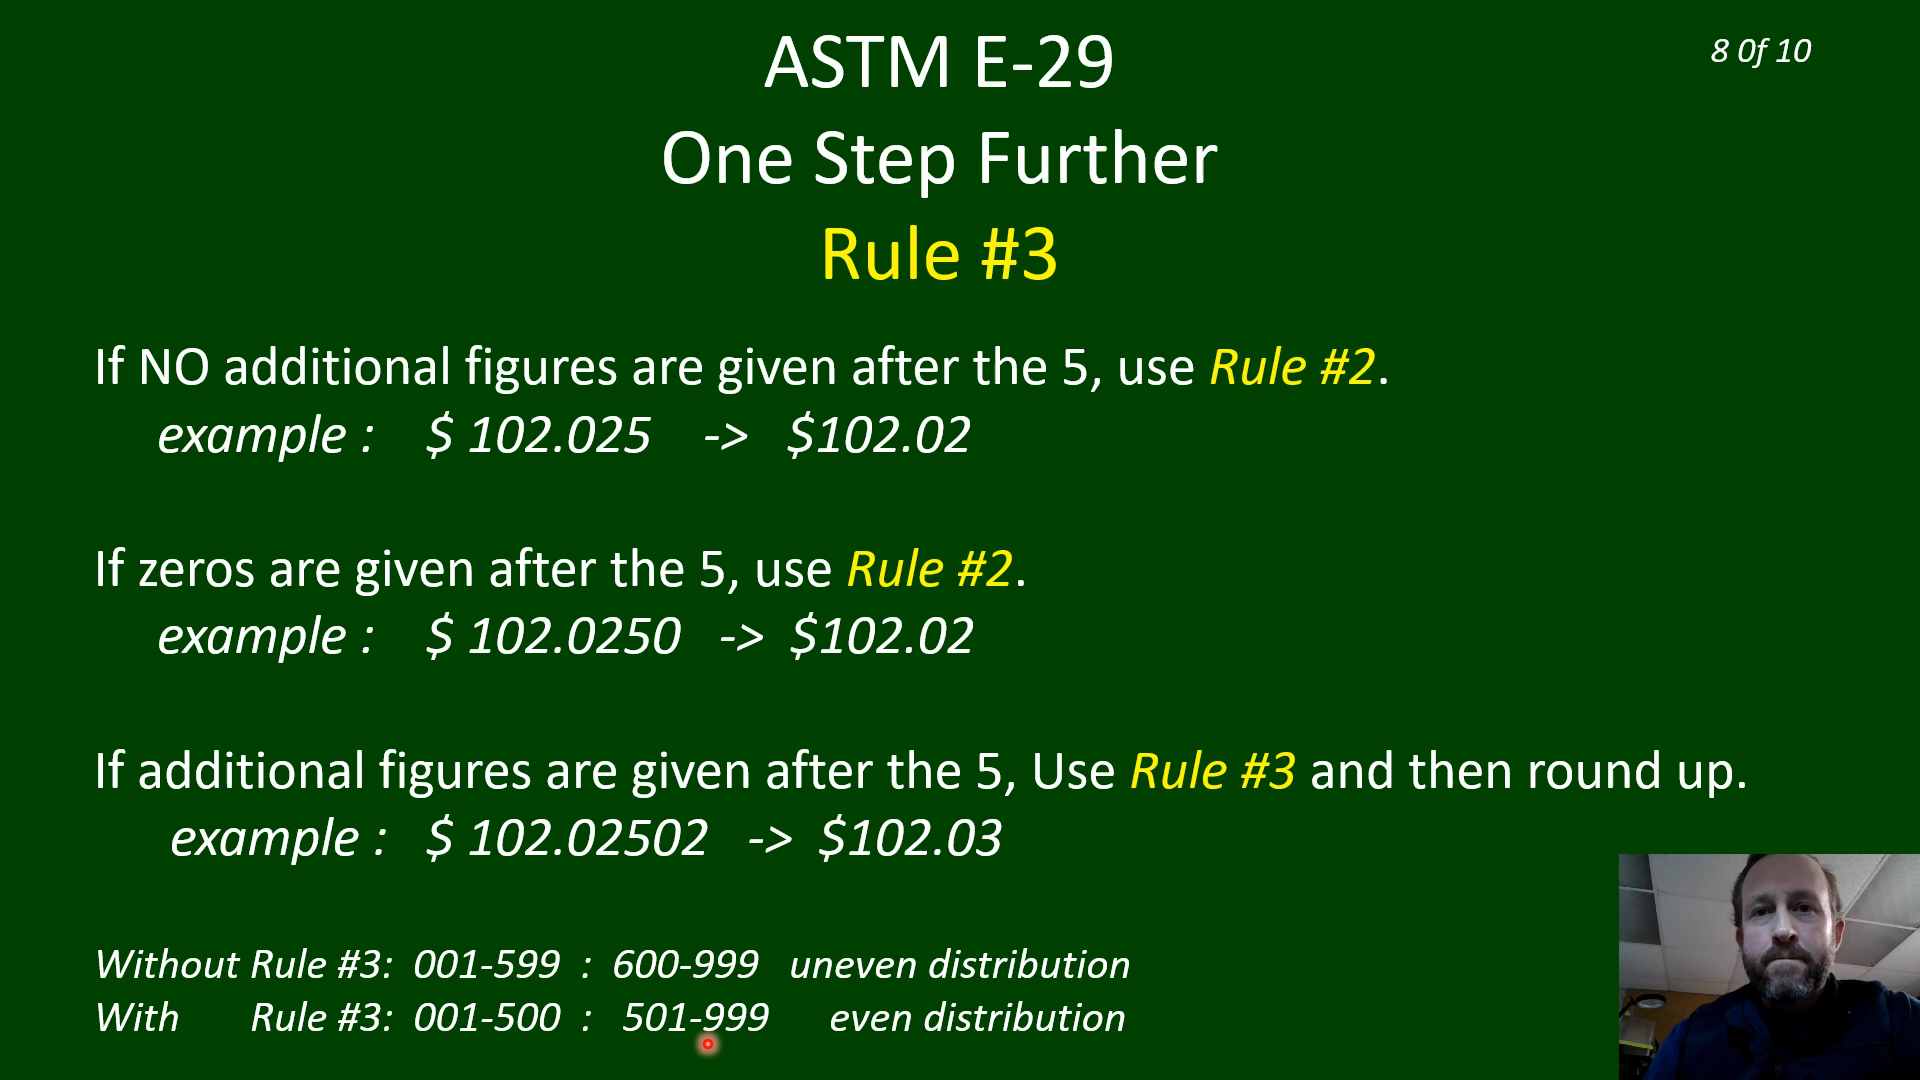 ASTM E-29
8 0f 10
One Step Further
Rule #3
If NO additional figures are given after the 5, use Rule #2.
example : $ 102.025 -> $102.02
If zeros are given after the 5, use Rule #2.
example : $ 102.0250 -> $102.02
If additional figures are given after the 5, Use Rule #3 and then round up.
example : $ 102.02502 -> $102.03
Without Rule #3: 001-599 : 600-999 uneven distribution
With Rule #3: 001-500 : 501-999 even distribution